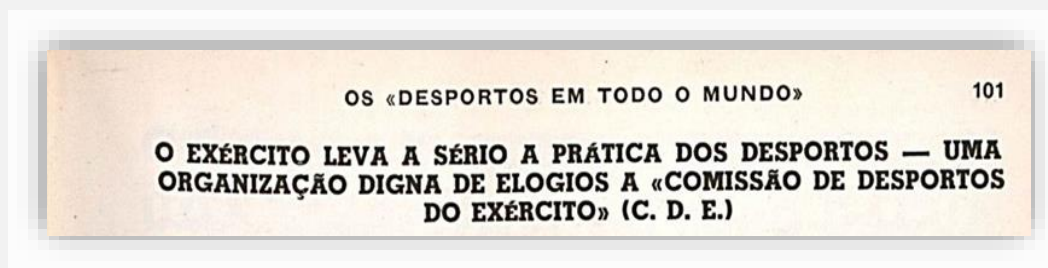 OS «DESPORTOS EM TODO O MUNDO» 101
O EXÉRCITO LEVA A SÉRIO A PRÁTICA DOS DESPORTOS — UMA
ORGANIZAÇÃO DIGNA DE ELOGIOS A «COMISSÃO DE DESPORTOS
DO EXÉRCITO» (C. D. E.)